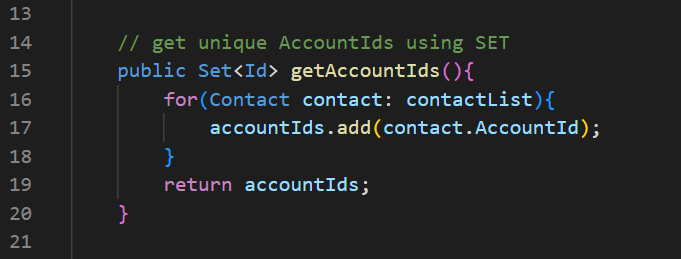 13
14 // get unique AccountIds using SET
15 public Set<Id> getAccountIds(){
16 for(Contact contact: contactList){
17 accountIds.add(contact.AccountId);
18 }
19 return accountIds;
20 }
21